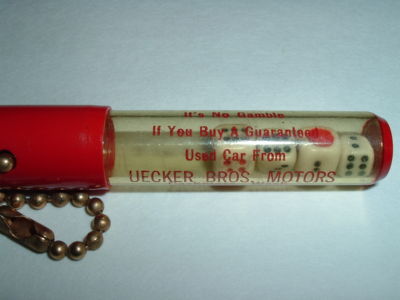 It's No Gamble
If You Buy A Guaranteed
Used Car From
UECKER BROS. MOTORS